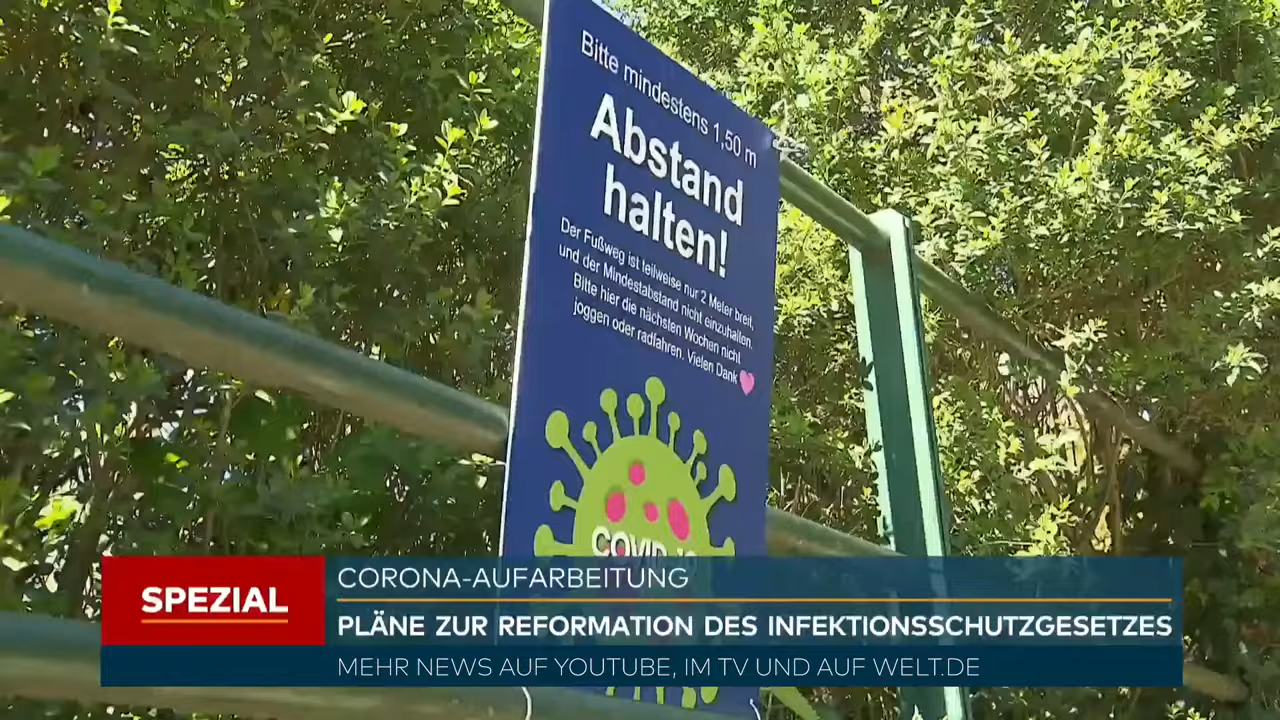 Bitte mindestens 1,50 m
Abstand
halten!
Der Fußweg ist teilweise nur 2 Meter breit,
und der Mindestabstand nicht einzuhalten.
Bitte hier die nächsten Wochen nicht
joggen oder radfahren. Vielen Dank
COVID-19
SPEZIAL
CORONA-AUFARBEITUNG
PLÄNE ZUR REFORMATION DES INFEKTIONSSCHUTZGESETZES
MEHR NEWS AUF YOUTUBE, IM TV UND AUF WELT.DE